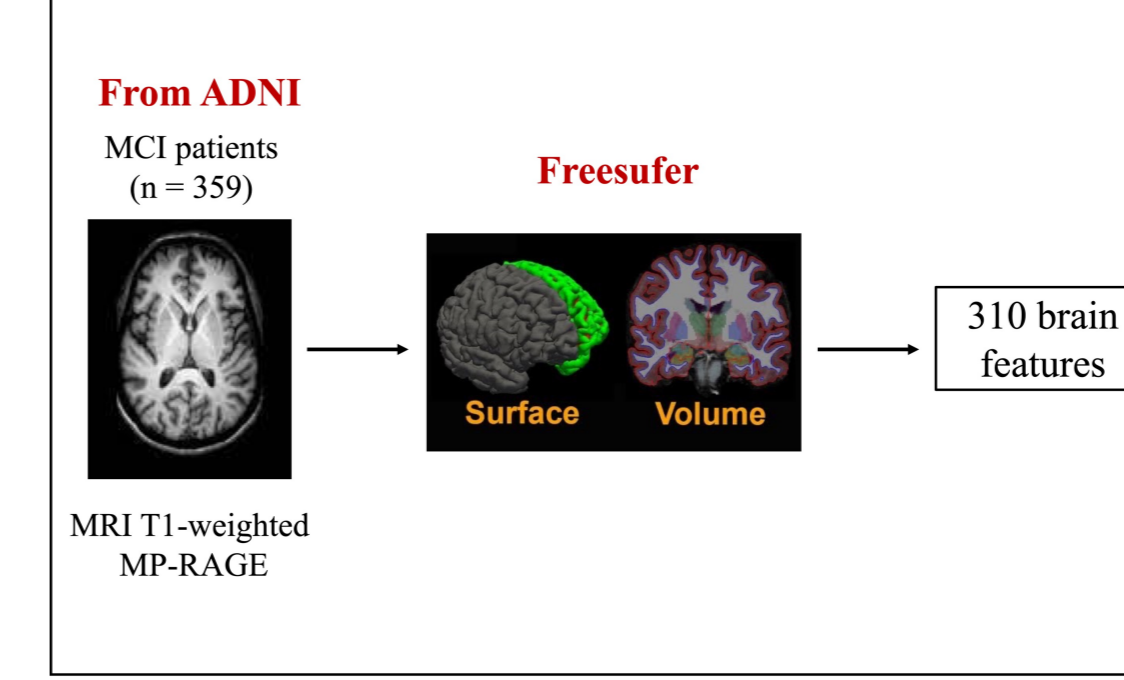 From ADNI
MCI patients
(n = 359)
MRI T1-weighted
MP-RAGE
Freesufer
Surface
Volume
310 brain
features